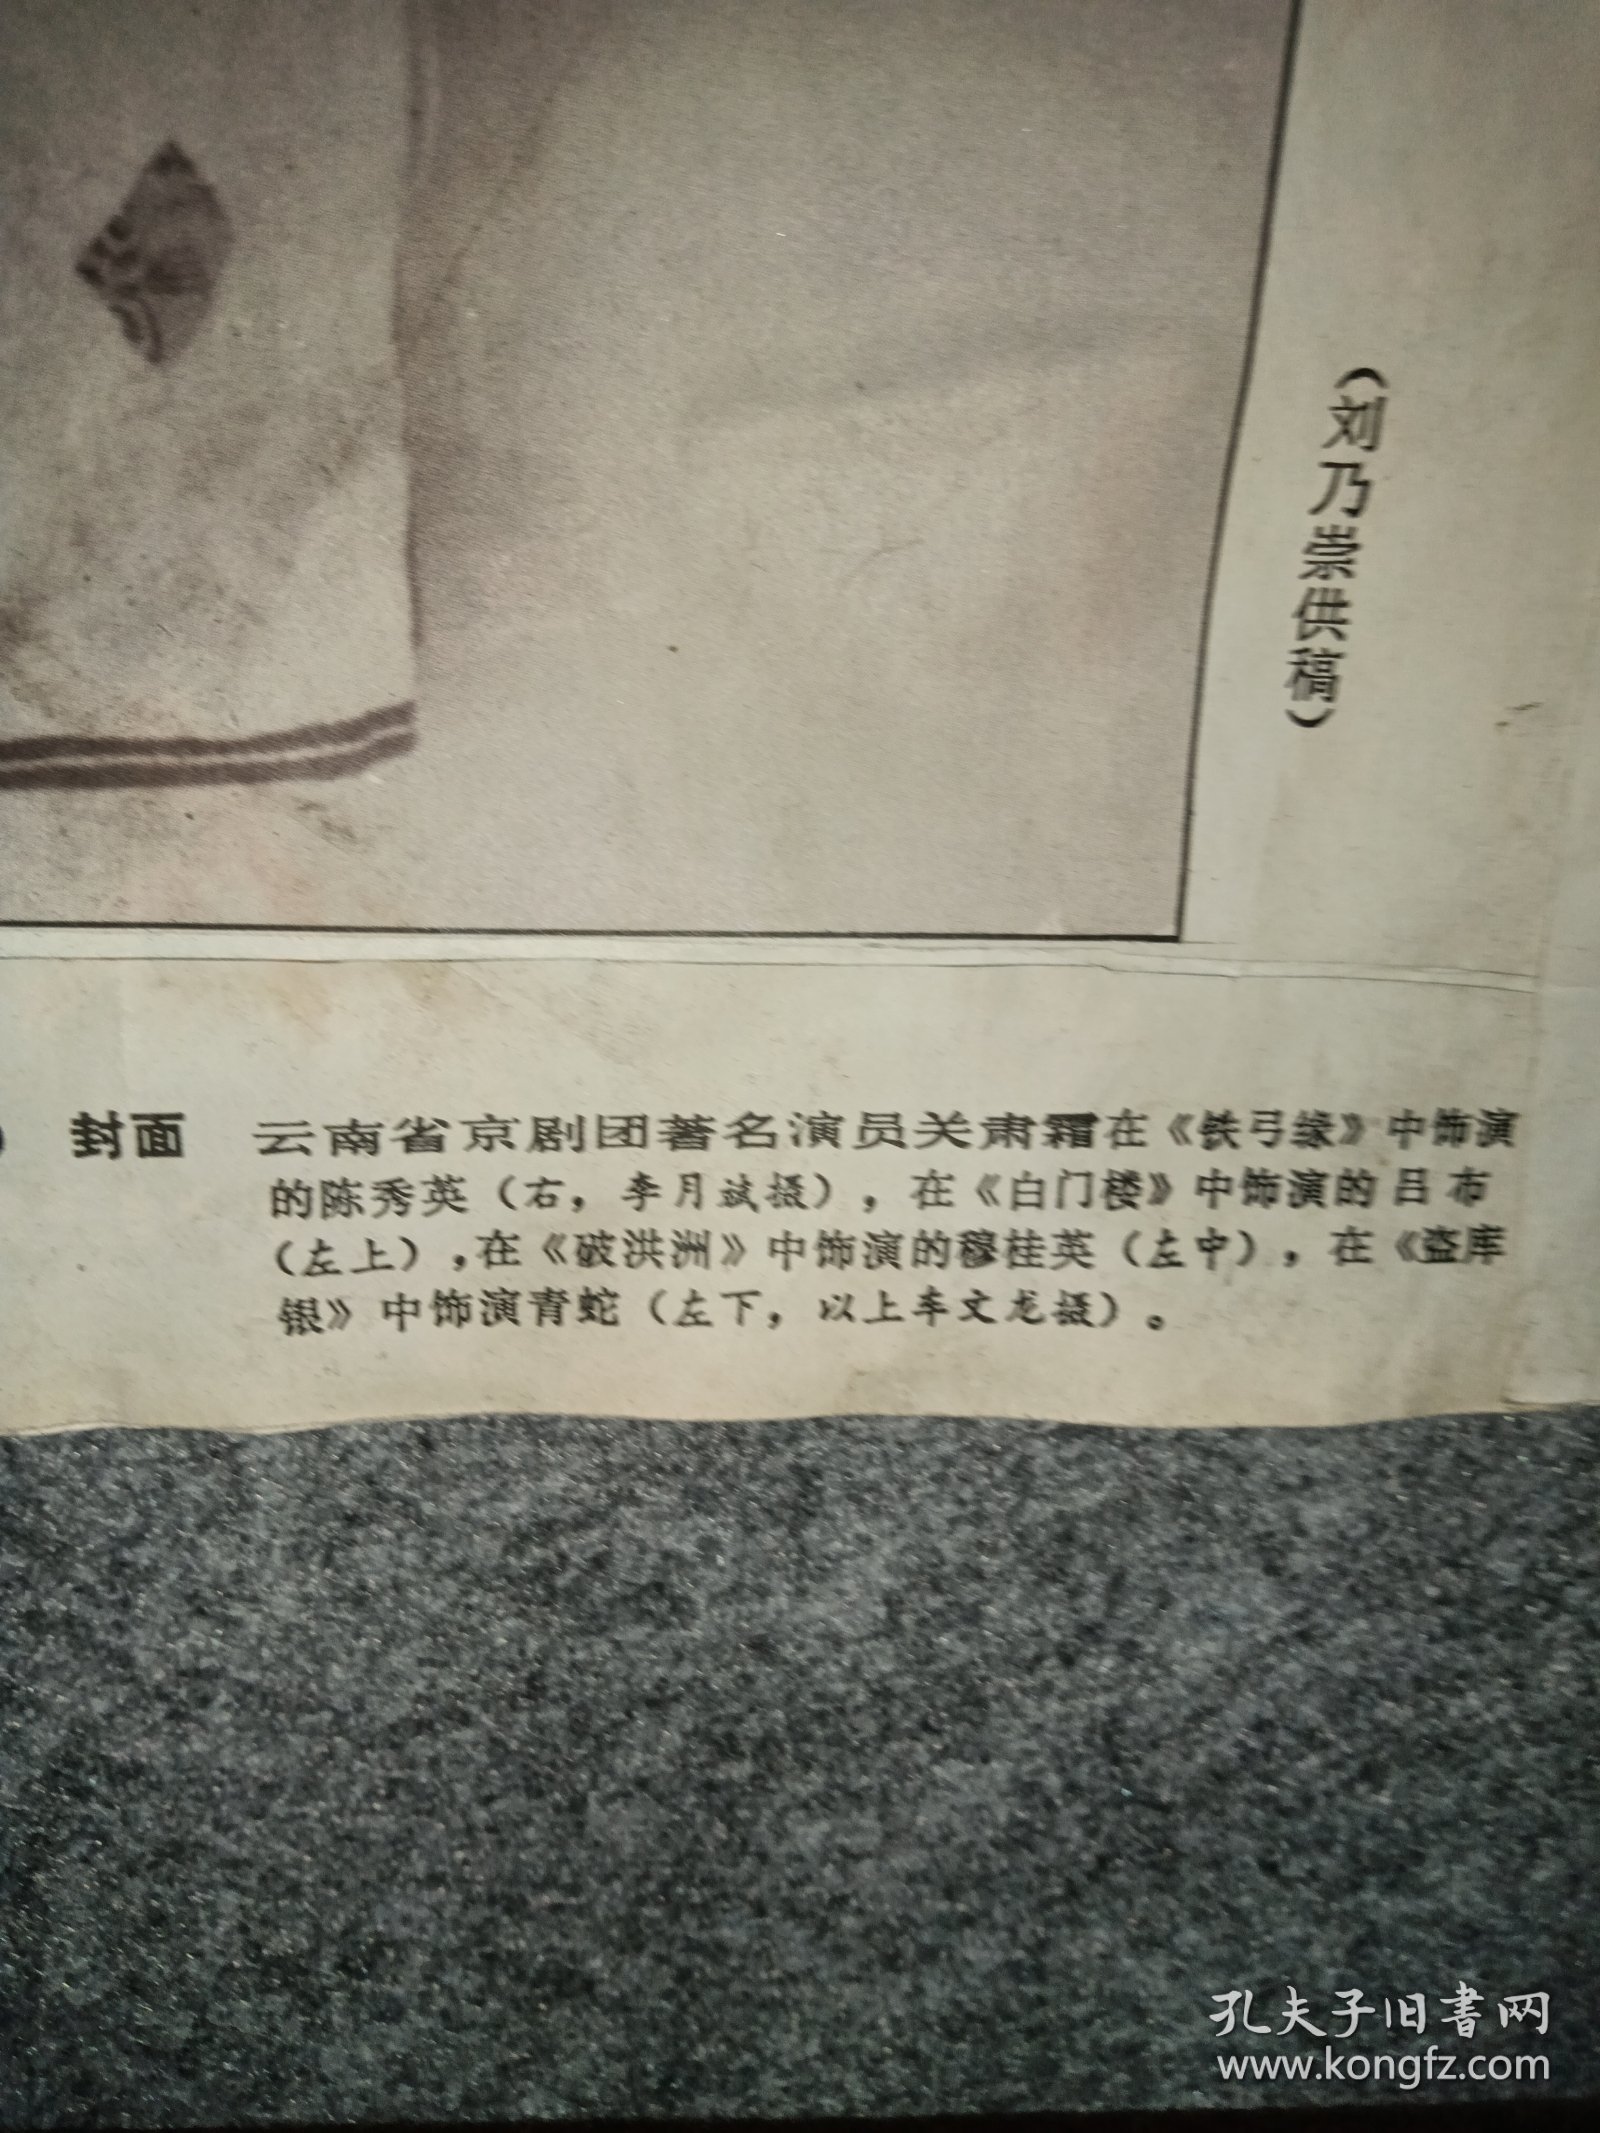 （刘乃崇供稿）
封面 云南省京剧团著名演员关肃霜在《铁弓缘》中饰演
的陈秀英（右，李月斌摄），在《白门楼》中饰演的吕布
（左上），在《破洪洲》中饰演的穆桂英（左中），在《盗库
银》中饰演青蛇（左下，以上车文龙摄）。
孔夫子旧书网
www.kongfz.com